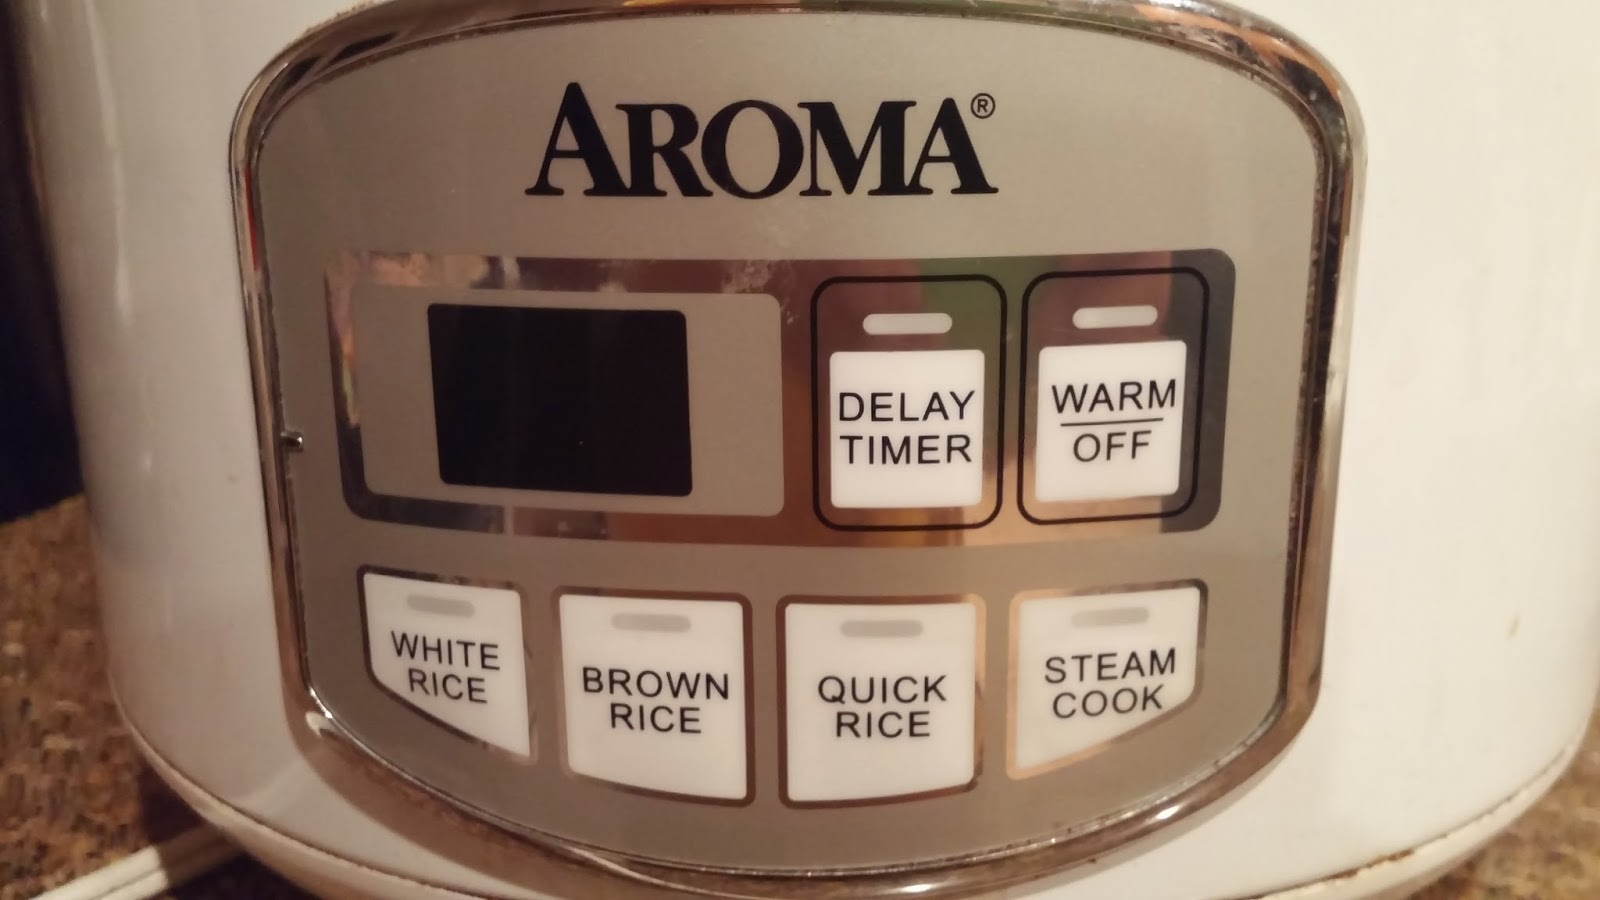 AROMA®
DELAY
TIMER
WARM
OFF
WHITE
RICE
BROWN
RICE
QUICK
RICE
STEAM
COOK